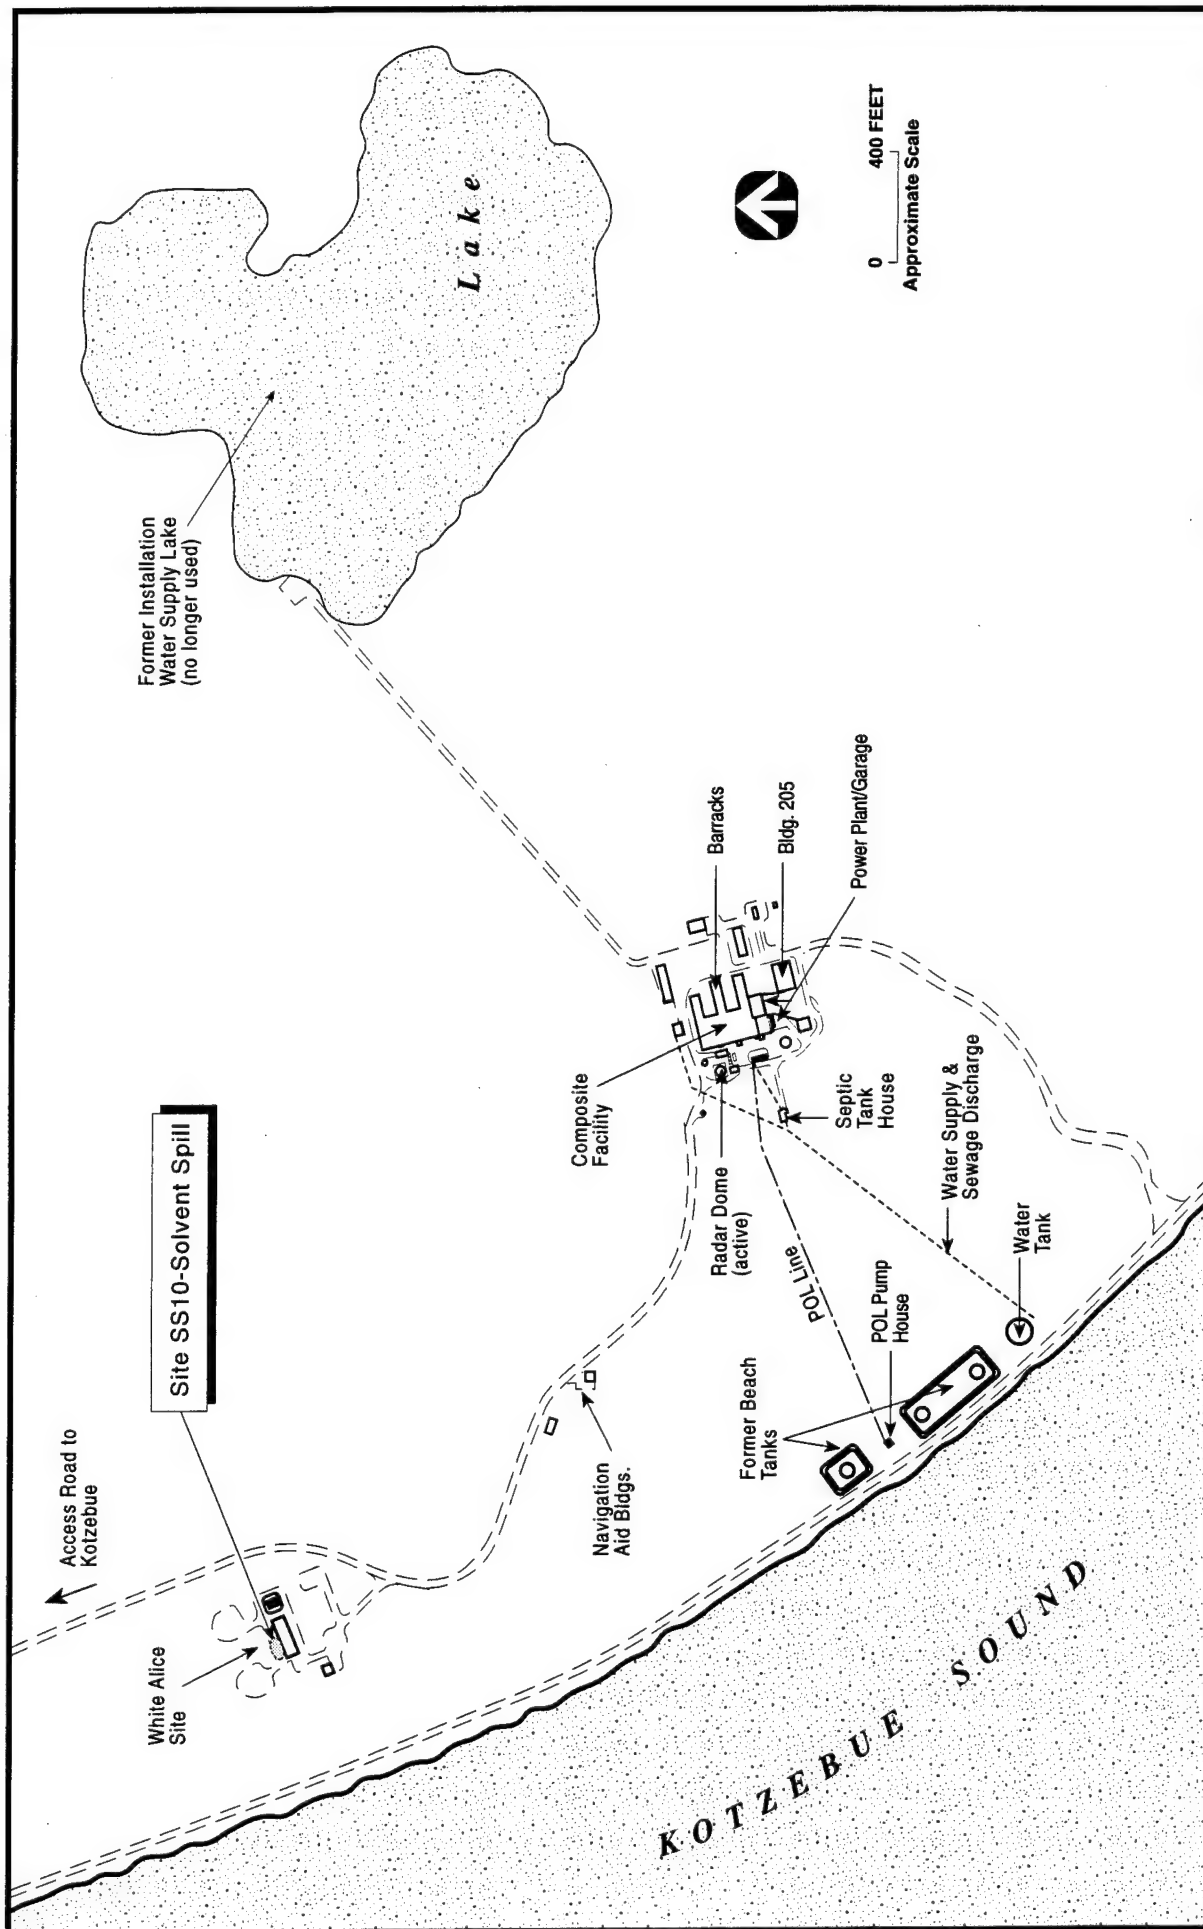 Access Road to
Kotzebue
Site SS10-Solvent Spill
Former Installation
Water Supply Lake
(no longer used)
White Alice
Site
Lake
Navigation
Aid Bldgs.
Composite
Facility
Barracks
Radar Dome
(active)
Bldg. 205
Former Beach
Tanks
POL Line
Septic
Tank
House
Power Plant/Garage
POL Pump
House
Water Supply &
Sewage Discharge
Water
Tank
KOTZEBUE SOUND
0 400 FEET
Approximate Scale